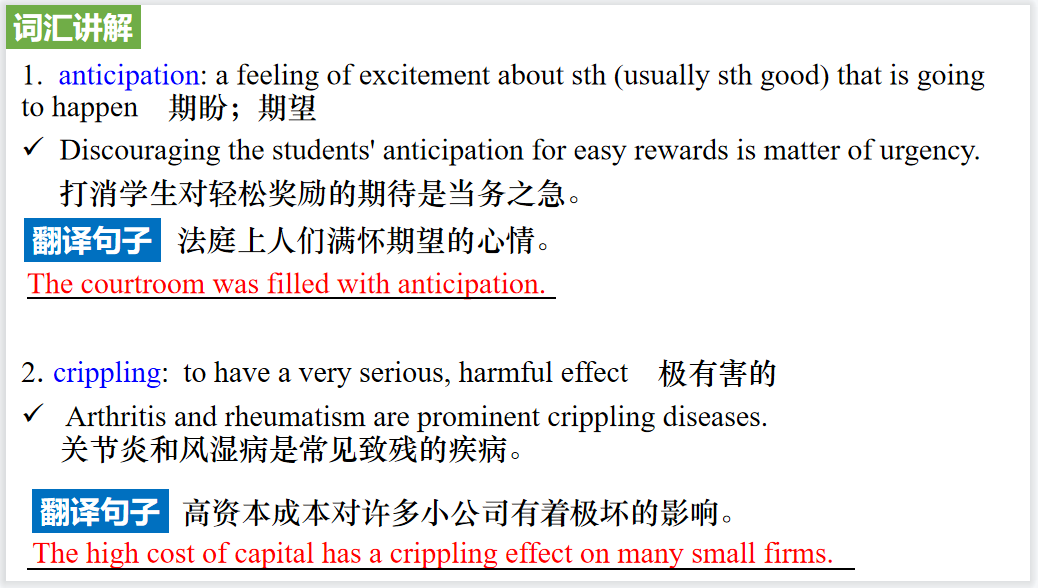 词汇讲解
1. anticipation: a feeling of excitement about sth (usually sth good) that is going
to happen 期盼；期望
✓ Discouraging the students' anticipation for easy rewards is matter of urgency.
打消学生对轻松奖励的期待是当务之急。
翻译句子 法庭上人们满怀期望的心情。
The courtroom was filled with anticipation.
2. crippling: to have a very serious, harmful effect 极有害的
✓ Arthritis and rheumatism are prominent crippling diseases.
关节炎和风湿病是常见致残的疾病。
翻译句子 高资本成本对许多小公司有着极坏的影响。
The high cost of capital has a crippling effect on many small firms.